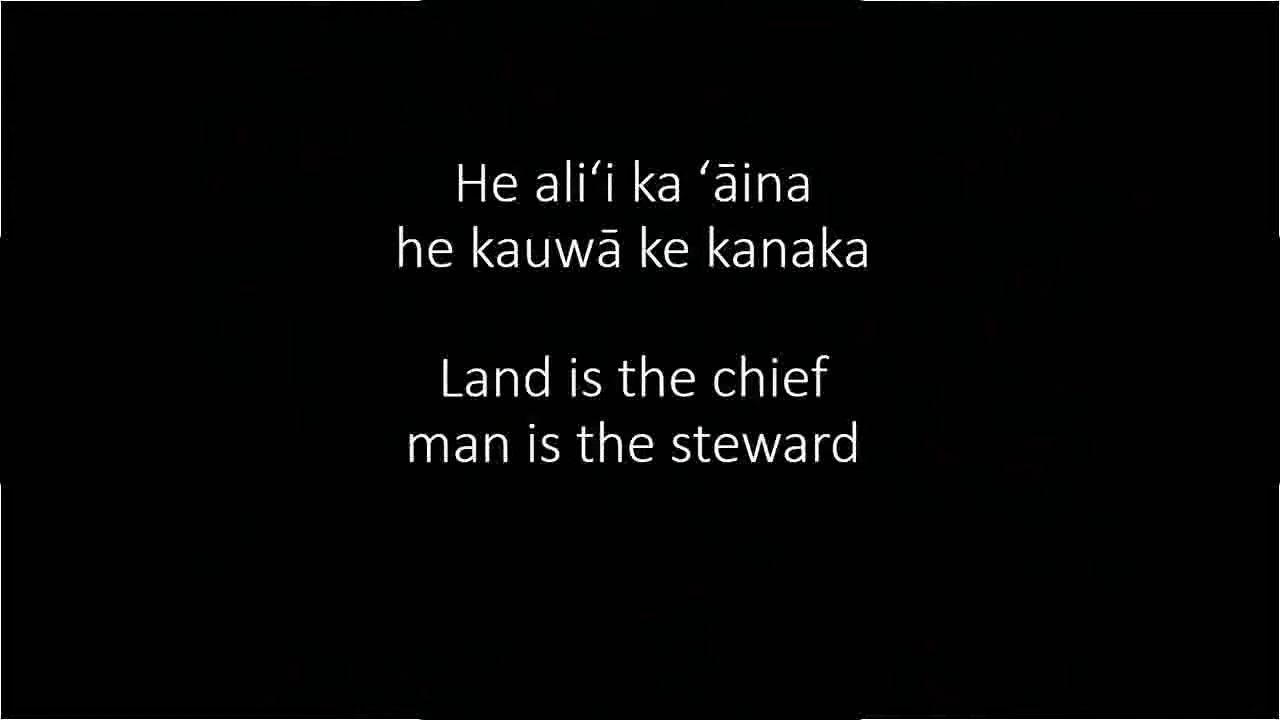 He aliʻi ka ʻāina
he kauwā ke kanaka
Land is the chief
man is the steward